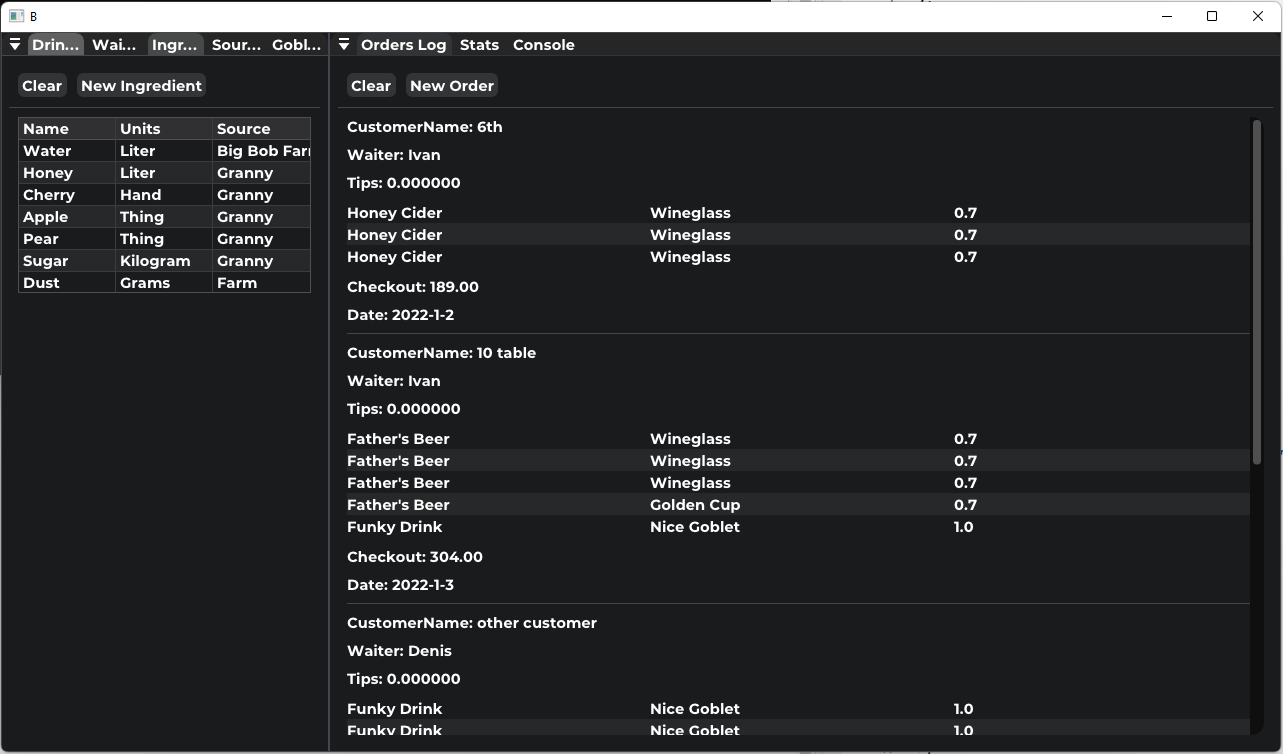 B
Drin... Wai... Ingr... Sour... Gobl...
Clear New Ingredient
Name Units Source
Water Liter Big Bob Far
Honey Liter Granny
Cherry Hand Granny
Apple Thing Granny
Pear Thing Granny
Sugar Kilogram Granny
Dust Grams Farm
Orders Log Stats Console
Clear New Order
CustomerName: 6th
Waiter: Ivan
Tips: 0.000000
Honey Cider Wineglass 0.7
Honey Cider Wineglass 0.7
Honey Cider Wineglass 0.7
Checkout: 189.00
Date: 2022-1-2
CustomerName: 10 table
Waiter: Ivan
Tips: 0.000000
Father's Beer Wineglass 0.7
Father's Beer Wineglass 0.7
Father's Beer Wineglass 0.7
Father's Beer Golden Cup 0.7
Funky Drink Nice Goblet 1.0
Checkout: 304.00
Date: 2022-1-3
CustomerName: other customer
Waiter: Denis
Tips: 0.000000
Funky Drink Nice Goblet 1.0
Funky Drink Nice Goblet 1.0